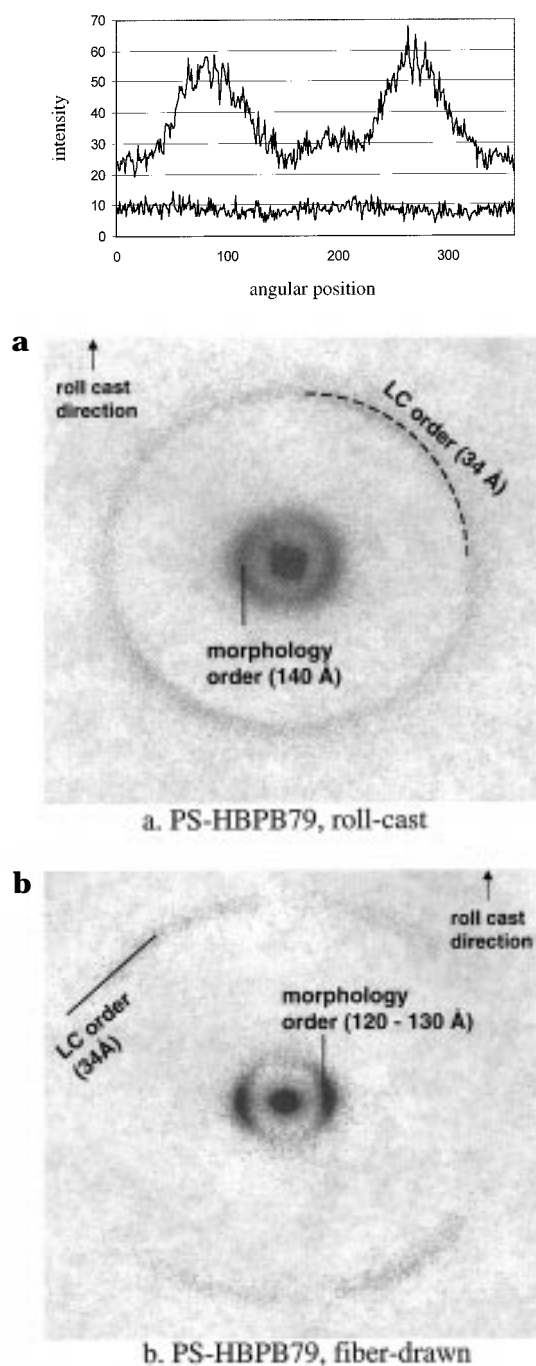 70
60
50
40
30
20
10
0
intensity
0 100 200 300
angular position
a
roll cast
direction
LC order (34 Å)
morphology
order (140 Å)
a. PS-HBPB79, roll-cast
b
roll cast
direction
LC order
(34Å)
morphology
order (120 - 130 Å)
b. PS-HBPB79, fiber-drawn